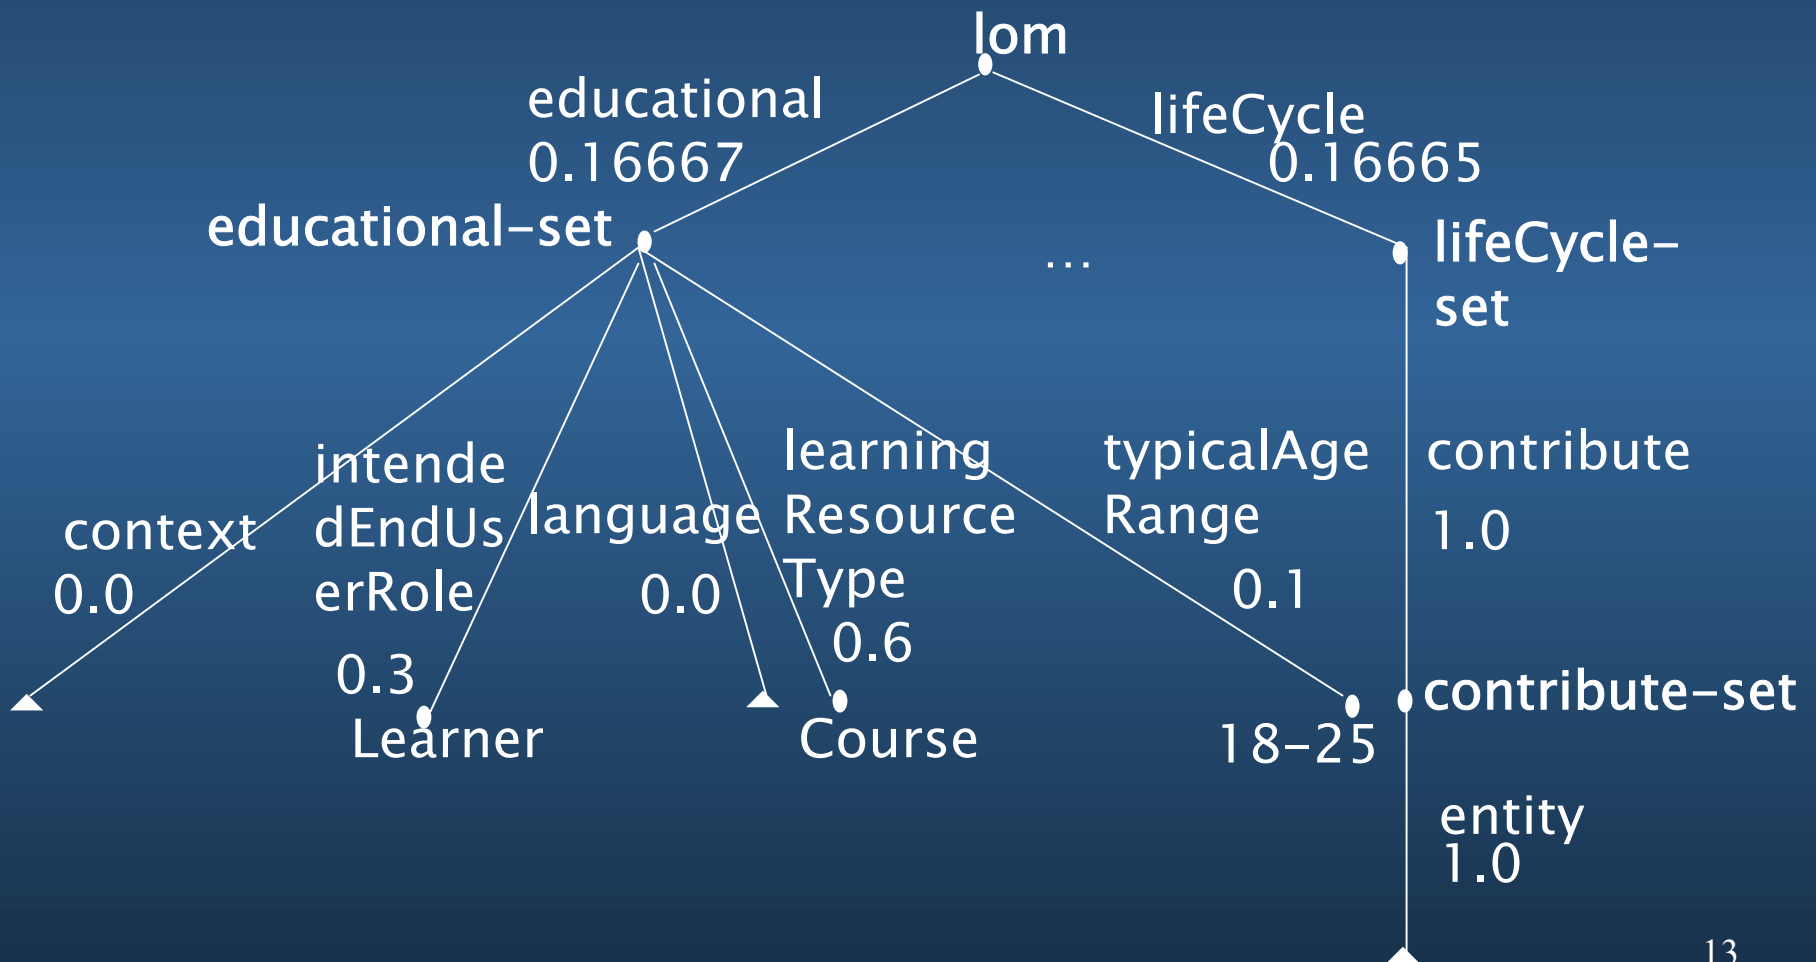 lom
educational
0.16667
lifeCycle
0.16665
educational–set
…
lifeCycle–
set
context
0.0
intende
dEndUs
erRole
0.3
language
0.0
learning
Resource
Type
0.6
typicalAge
Range
0.1
contribute
1.0
Learner
Course
18–25
contribute–set
entity
1.0
13